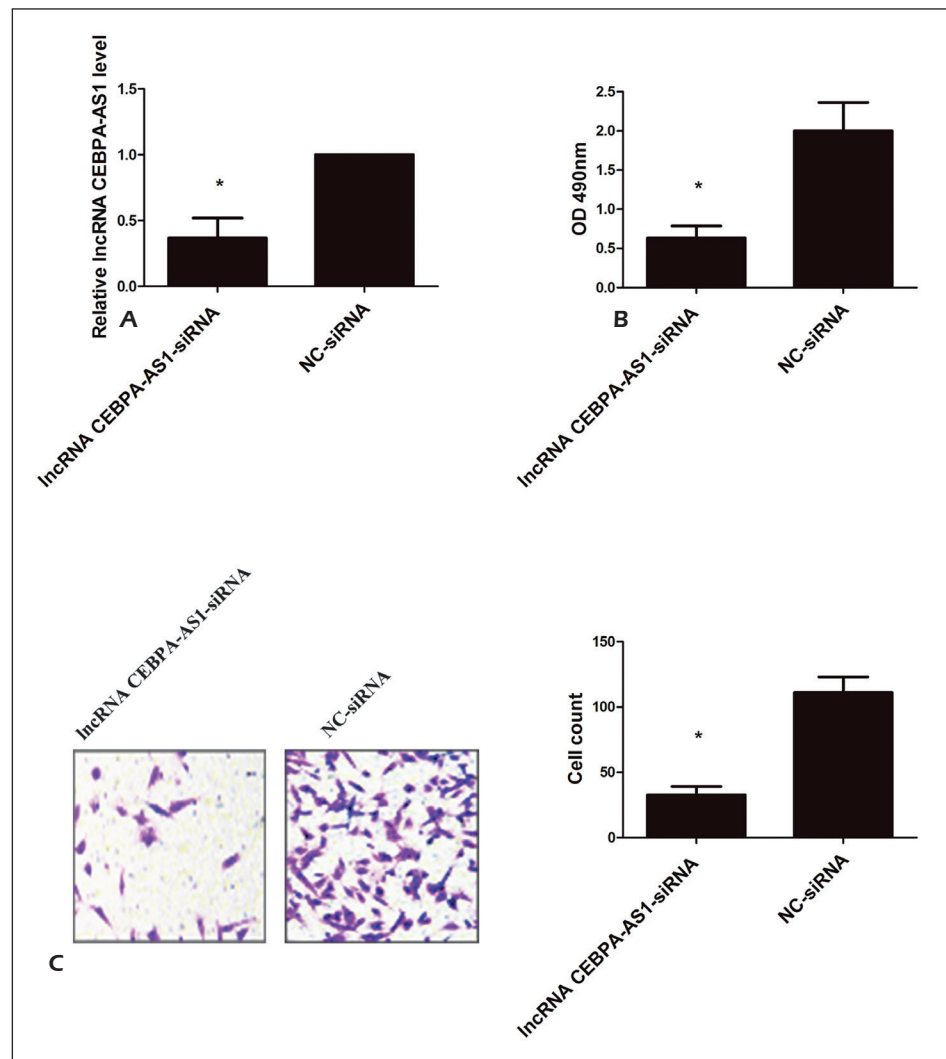 Relative lncRNA CEBPA-AS1 level
1.5
1.0
0.5
0.0
*
A
lncRNA CEBPA-AS1-siRNA
NC-siRNA
OD 490nm
2.5
2.0
1.5
1.0
0.5
0.0
*
B
lncRNA CEBPA-AS1-siRNA
NC-siRNA
lncRNA CEBPA-AS1-siRNA
NC-siRNA
C
Cell count
150
100
50
0
*
lncRNA CEBPA-AS1-siRNA
NC-siRNA